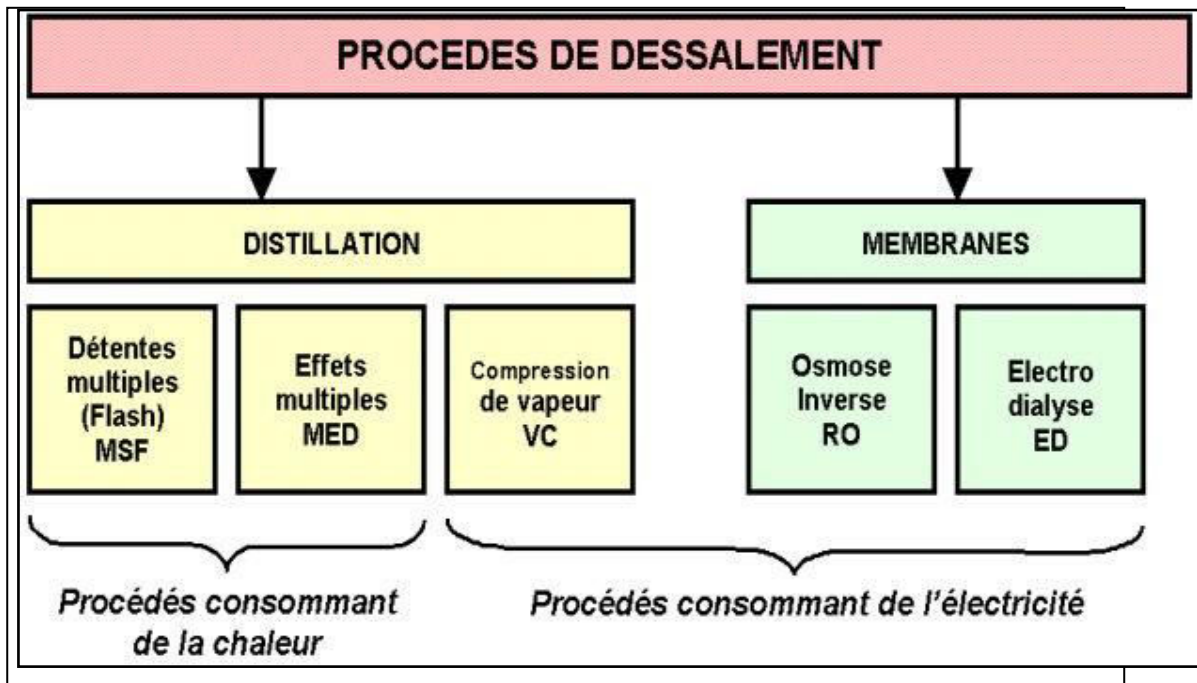 PROCEDES DE DESSALEMENT
DISTILLATION
MEMBRANES
Détentes
multiples
(Flash)
MSF
Effets
multiples
MED
Compression
de vapeur
VC
Osmose
Inverse
RO
Electro
dialyse
ED
Procédés consommant
de la chaleur
Procédés consommant de l'électricité